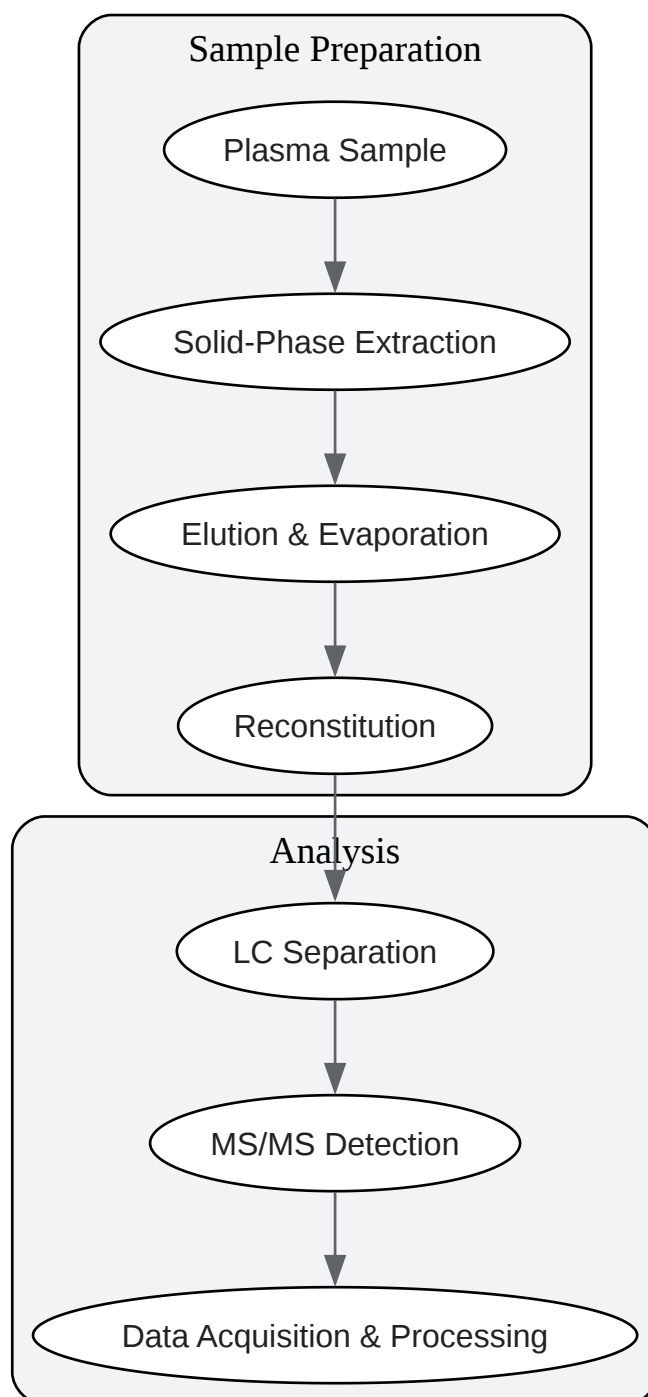 Sample Preparation
Plasma Sample
Solid-Phase Extraction
Elution & Evaporation
Reconstitution
Analysis
LC Separation
MS/MS Detection
Data Acquisition & Processing